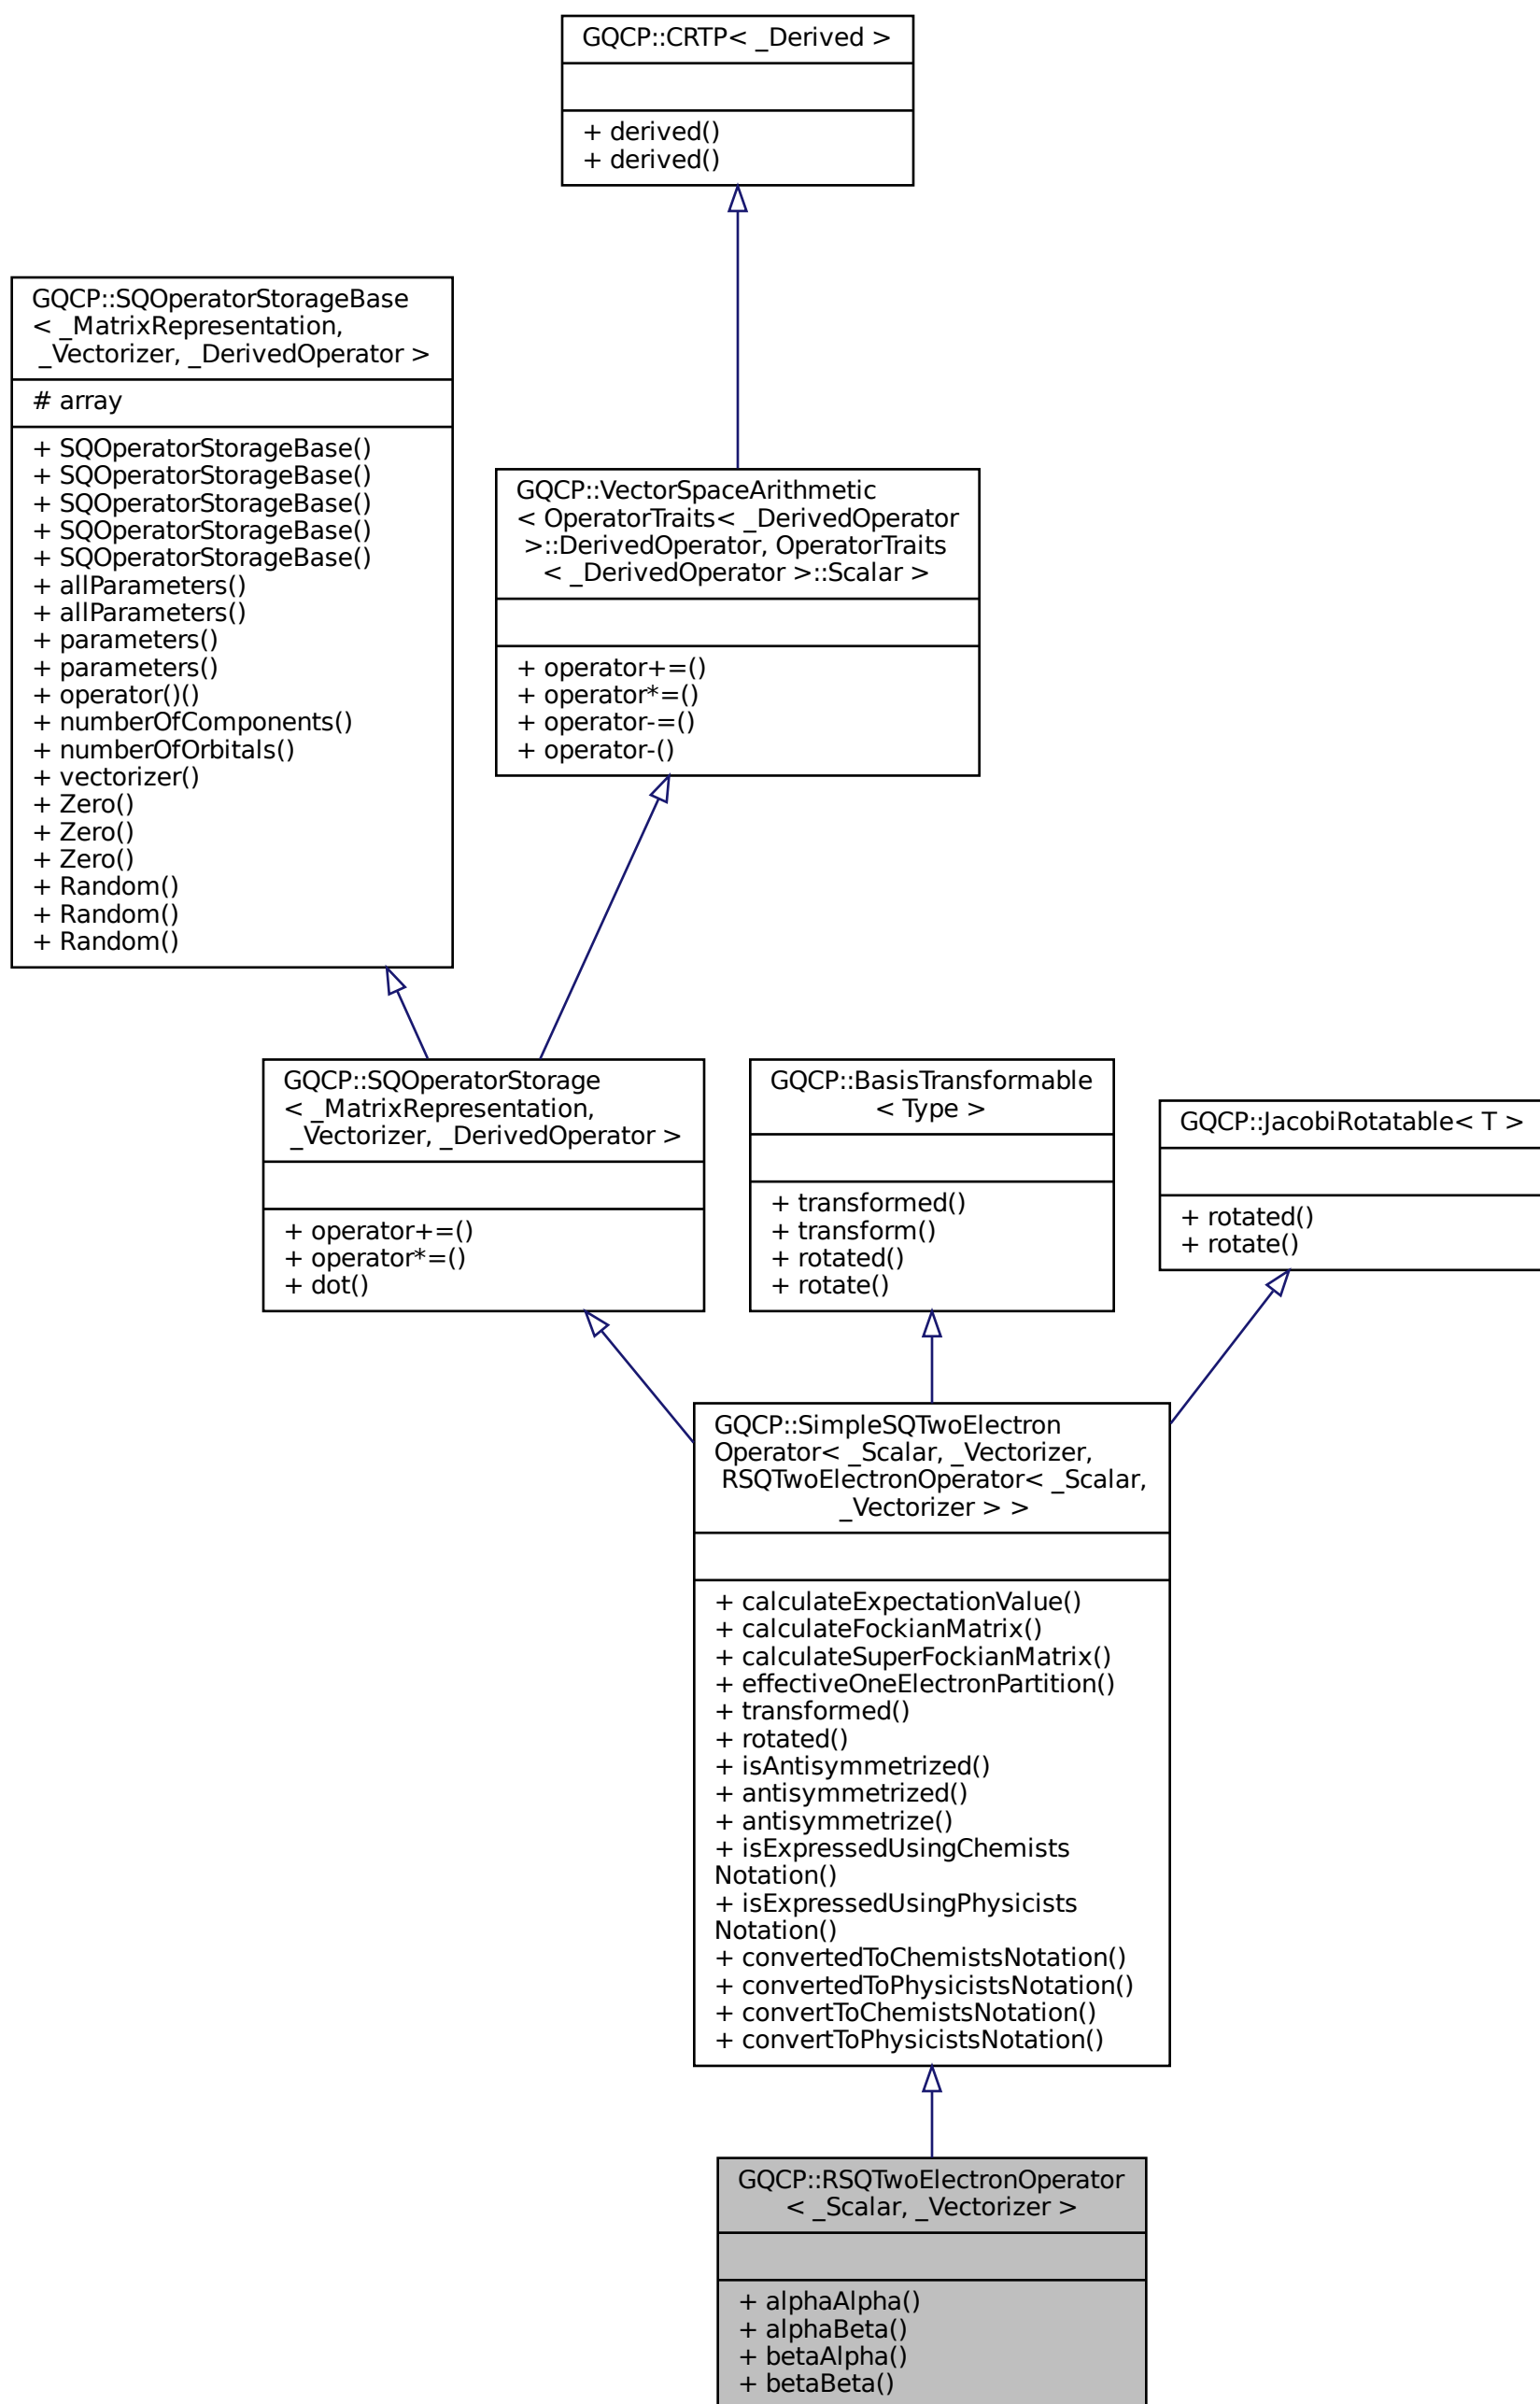 GQCP::CRTP< _Derived >
+ derived()
+ derived()
GQCP::SQOperatorStorageBase
< _MatrixRepresentation,
_Vectorizer, _DerivedOperator >
# array
+ SQOperatorStorageBase()
+ SQOperatorStorageBase()
+ SQOperatorStorageBase()
+ SQOperatorStorageBase()
+ SQOperatorStorageBase()
+ allParameters()
+ allParameters()
+ parameters()
+ parameters()
+ operator()()
+ numberOfComponents()
+ numberOfOrbitals()
+ vectorizer()
+ Zero()
+ Zero()
+ Zero()
+ Random()
+ Random()
+ Random()
GQCP::VectorSpaceArithmetic
< OperatorTraits< _DerivedOperator
>::DerivedOperator, OperatorTraits
< _DerivedOperator >::Scalar >
+ operator+=()
+ operator*=()
+ operator-=()
+ operator-()
GQCP::SQOperatorStorage
< _MatrixRepresentation,
_Vectorizer, _DerivedOperator >
+ operator+=()
+ operator*=()
+ dot()
GQCP::BasisTransformable
< Type >
+ transformed()
+ transform()
+ rotated()
+ rotate()
GQCP::JacobiRotatable< T >
+ rotated()
+ rotate()
GQCP::SimpleSQTwoElectron
Operator< _Scalar, _Vectorizer,
RSQTwoElectronOperator< _Scalar,
_Vectorizer > >
+ calculateExpectationValue()
+ calculateFockianMatrix()
+ calculateSuperFockianMatrix()
+ effectiveOneElectronPartition()
+ transformed()
+ rotated()
+ isAntisymmetrized()
+ antisymmetrized()
+ antisymmetrize()
+ isExpressedUsingChemists
Notation()
+ isExpressedUsingPhysicists
Notation()
+ convertedToChemistsNotation()
+ convertedToPhysicistsNotation()
+ convertToChemistsNotation()
+ convertToPhysicistsNotation()
GQCP::RSQTwoElectronOperator
< _Scalar, _Vectorizer >
+ alphaAlpha()
+ alphaBeta()
+ betaAlpha()
+ betaBeta()